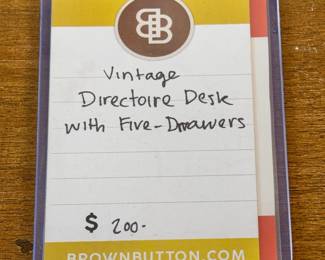 BB
Vintage
Directoire Desk
with Five-Drawers
$ 200-
BROWNBUTTON.COM